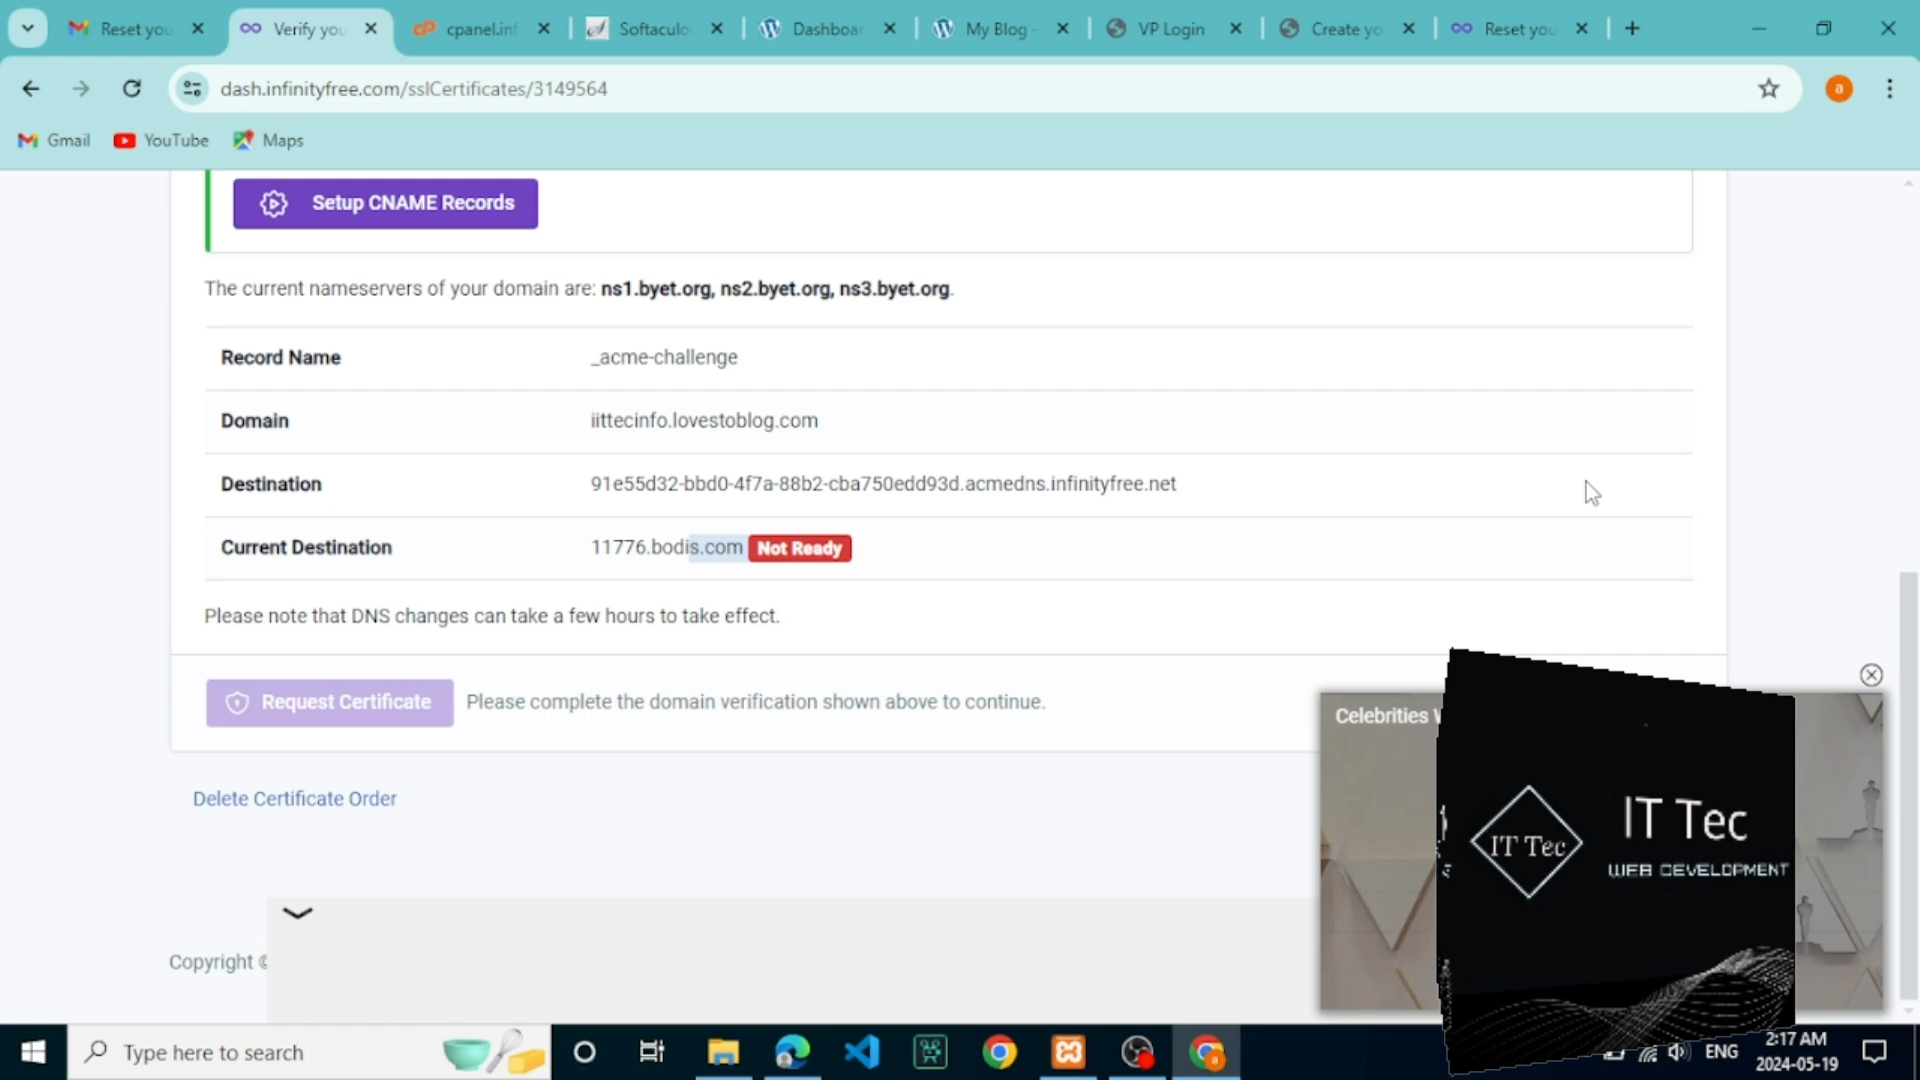 Reset you
Verify you
cpanel.inf
Softaculo
Dashboar
My Blog -
VP Login
Create yo
Reset you
dash.infinityfree.com/sslCertificates/3149564
a
Gmail
YouTube
Maps
Setup CNAME Records
The current nameservers of your domain are: ns1.byet.org, ns2.byet.org, ns3.byet.org.
Record Name _acme-challenge
Domain iittecinfo.lovestoblog.com
Destination 91e55d32-bbd0-4f7a-88b2-cba750edd93d.acmedns.infinityfree.net
Current Destination 11776.bodis.com Not Ready
Please note that DNS changes can take a few hours to take effect.
Request Certificate Please complete the domain verification shown above to continue.
Celebrities
Delete Certificate Order
IT Tec
IT Tec
WEB DEVELOPMENT
Copyright ©
Type here to search
ENG
2:17 AM
2024-05-19